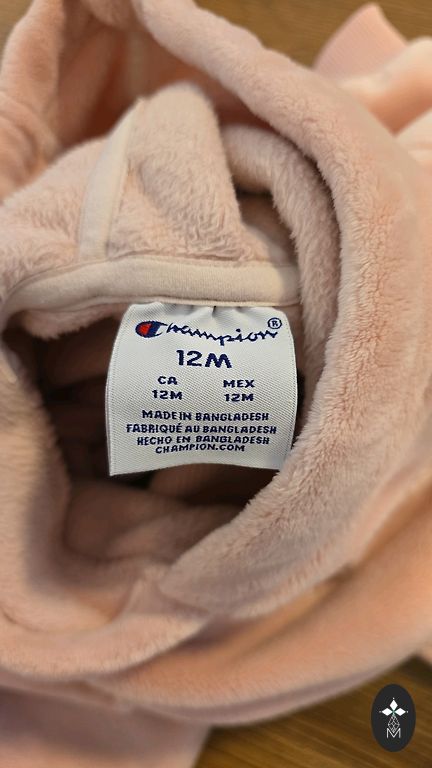 Champion®
12M
CA MEX
12M 12M
MADE IN BANGLADESH
FABRIQUÉ AU BANGLADESH
HECHO EN BANGLADESH
CHAMPION.COM
M